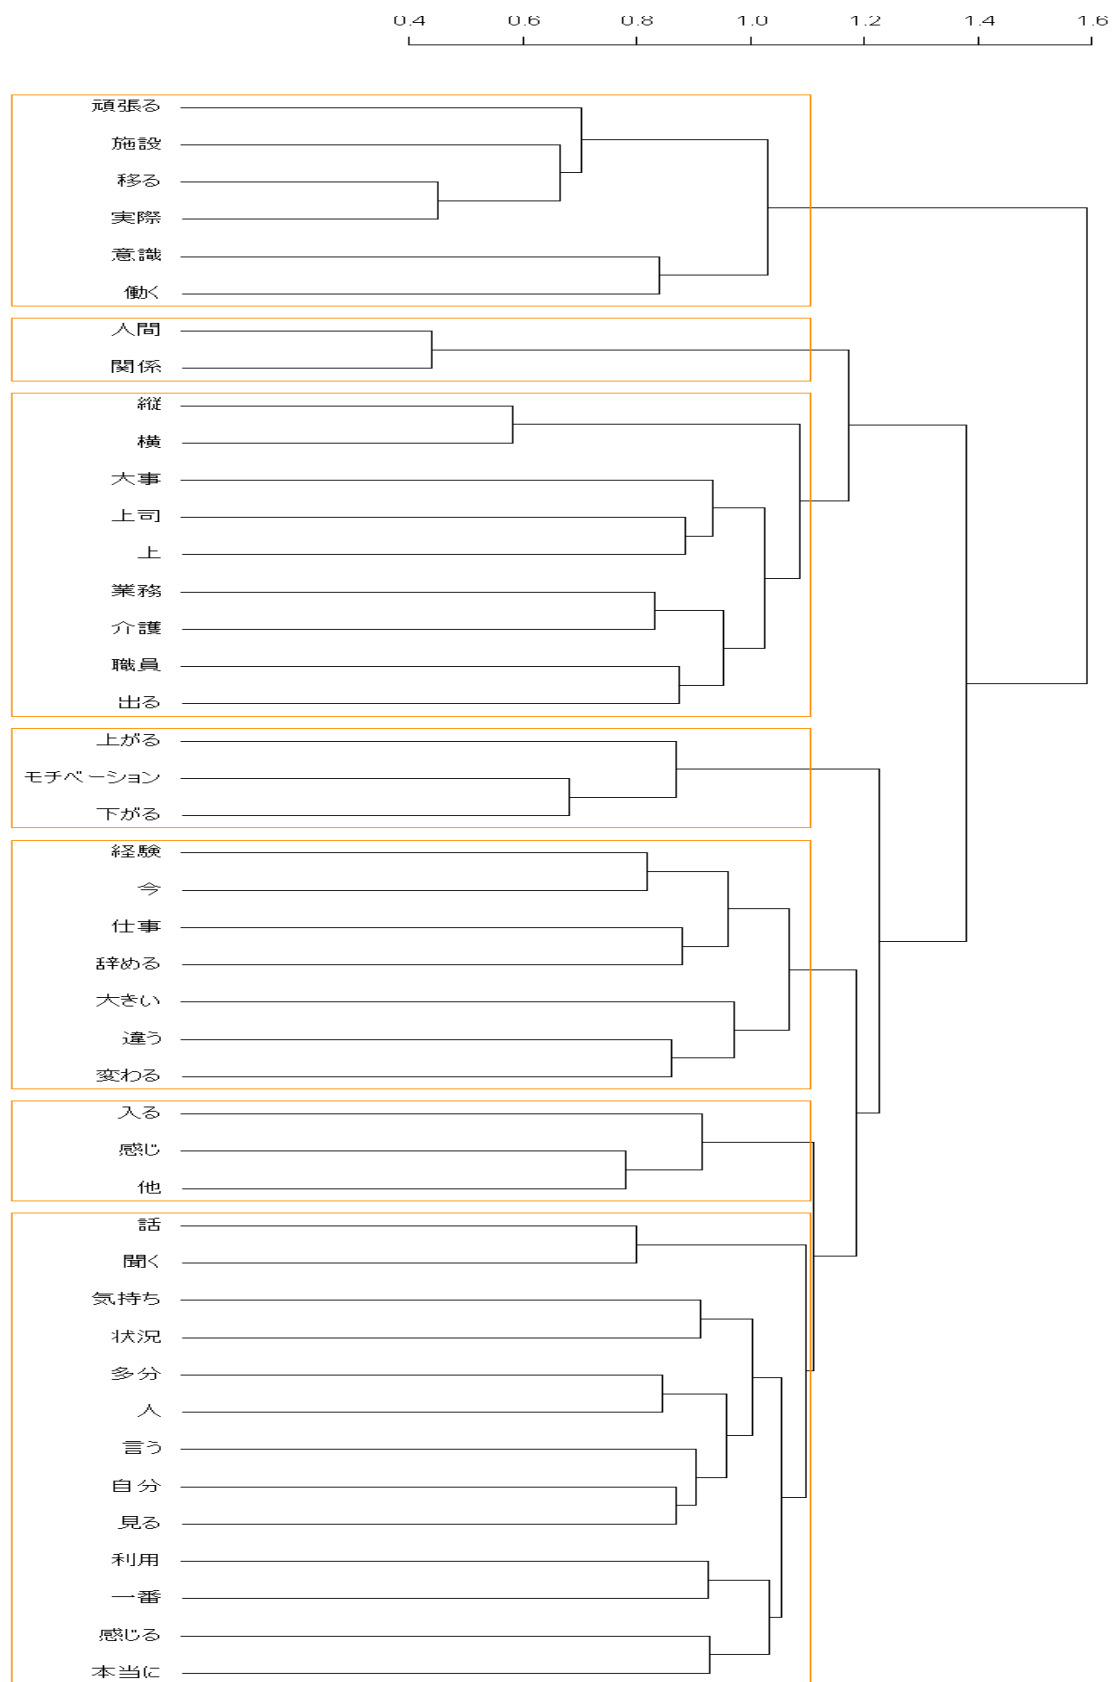 0.4 0.6 0.8 1.0 1.2 1.4 1.6
頑張る
施設
移る
実際
意識
働く
人間
関係
縦
横
大事
上司
上
業務
介護
職員
出る
上がる
モチベーション
下がる
経験
今
仕事
辞める
大きい
違う
変わる
入る
感じ
他
話
聞く
気持ち
状況
多分
人
言う
自分
見る
利用
一番
感じる
本当に